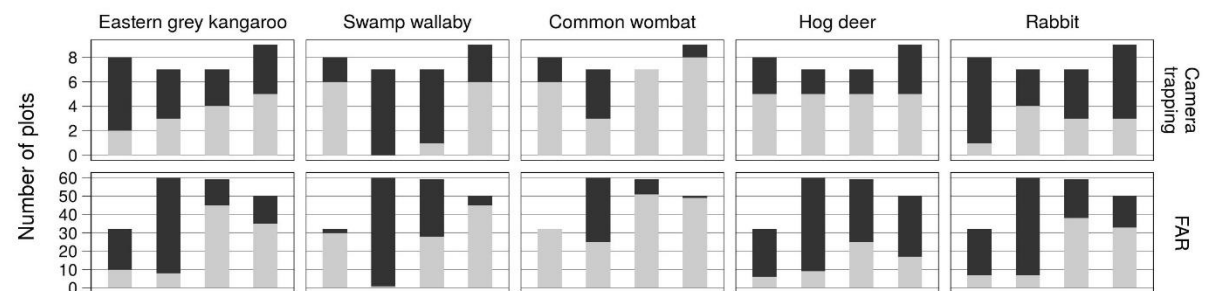 Eastern grey kangaroo Swamp wallaby Common wombat Hog deer Rabbit
Number of plots
8
6
4
2
0
Camera
trapping
60
50
40
30
20
10
0
FAR